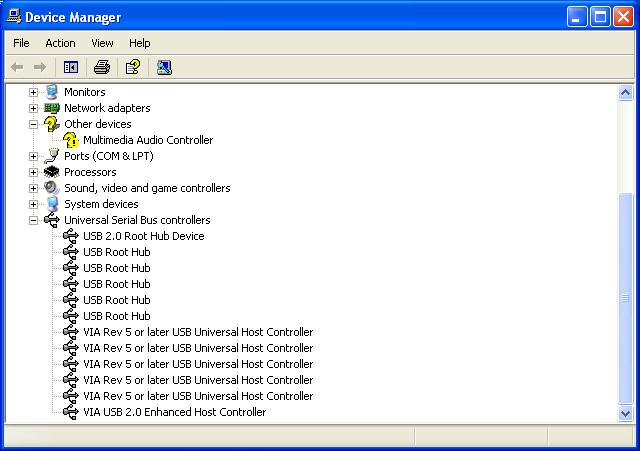 Device Manager
File Action View Help
Monitors
Network adapters
Other devices
Multimedia Audio Controller
Ports (COM & LPT)
Processors
Sound, video and game controllers
System devices
Universal Serial Bus controllers
USB 2.0 Root Hub Device
USB Root Hub
USB Root Hub
USB Root Hub
USB Root Hub
USB Root Hub
VIA Rev 5 or later USB Universal Host Controller
VIA Rev 5 or later USB Universal Host Controller
VIA Rev 5 or later USB Universal Host Controller
VIA Rev 5 or later USB Universal Host Controller
VIA Rev 5 or later USB Universal Host Controller
VIA USB 2.0 Enhanced Host Controller